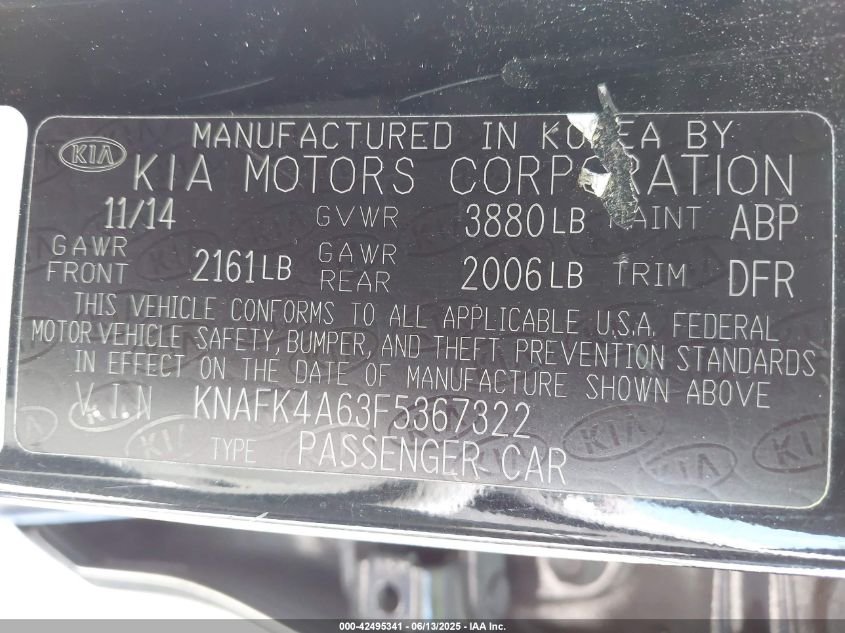 MANUFACTURED IN KOREA BY
KIA
KIA MOTORS CORPORATION
11/14 GVWR 3880LB PAINT ABP
GAWR FRONT 2161LB GAWR REAR 2006LB TRIM DFR
THIS VEHICLE CONFORMS TO ALL APPLICABLE U.S.A. FEDERAL
MOTOR VEHICLE SAFETY, BUMPER, AND THEFT PREVENTION STANDARDS
IN EFFECT ON THE DATE OF MANUFACTURE SHOWN ABOVE
V.I.N KNAFK4A63F5367322
TYPE PASSENGER CAR
000-42495341 - 06/13/2025 - IAA Inc.